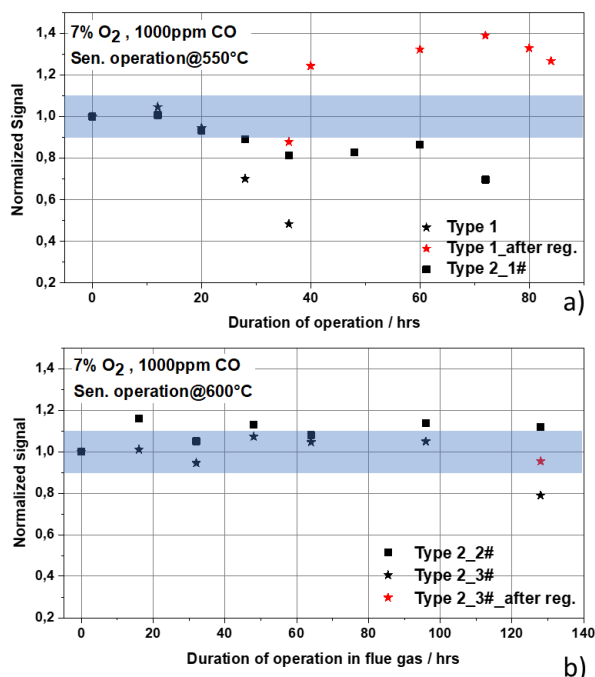 7% O₂ , 1000ppm CO
Sen. operation@550°C
Normalized Signal
1,4
1,2
1,0
0,8
0,6
0,4
0,2
Type 1
Type 1_after reg.
Type 2_1#
0 20 40 60 80
Duration of operation / hrs
a)
7% O₂ , 1000ppm CO
Sen. operation@600°C
Normalized signal
1,4
1,2
1,0
0,8
0,6
0,4
0,2
Type 2_2#
Type 2_3#
Type 2_3#_after reg.
0 20 40 60 80 100 120 140
Duration of operation in flue gas / hrs
b)